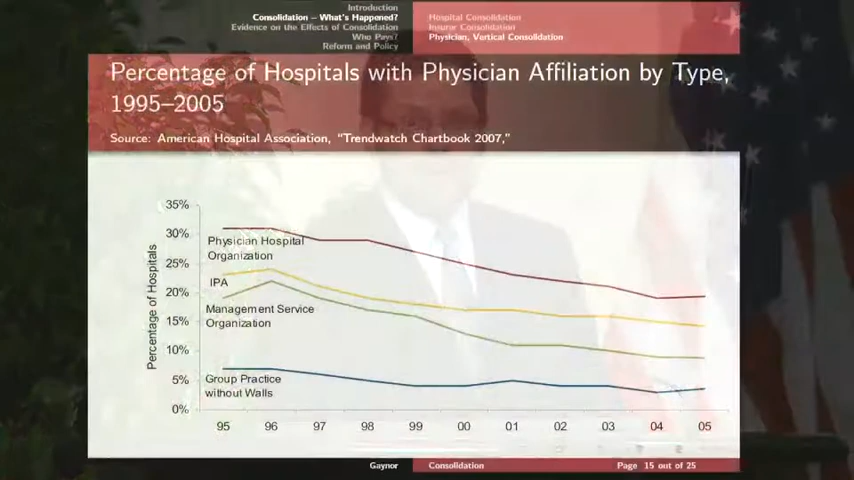 Introduction
Consolidation – What's Happened?
Evidence on the Effects of Consolidation
Who Pays?
Reform and Policy
Hospital Consolidation
Insuror Consolidation
Physician, Vertical Consolidation
Percentage of Hospitals with Physician Affiliation by Type,
1995–2005
Source: American Hospital Association, "Trendwatch Chartbook 2007,"
35%
30%
25%
20%
15%
10%
5%
0%
Percentage of Hospitals
Physician Hospital
Organization
IPA
Management Service
Organization
Group Practice
without Walls
95 96 97 98 99 00 01 02 03 04 05
Gaynor
Consolidation
Page 15 out of 25